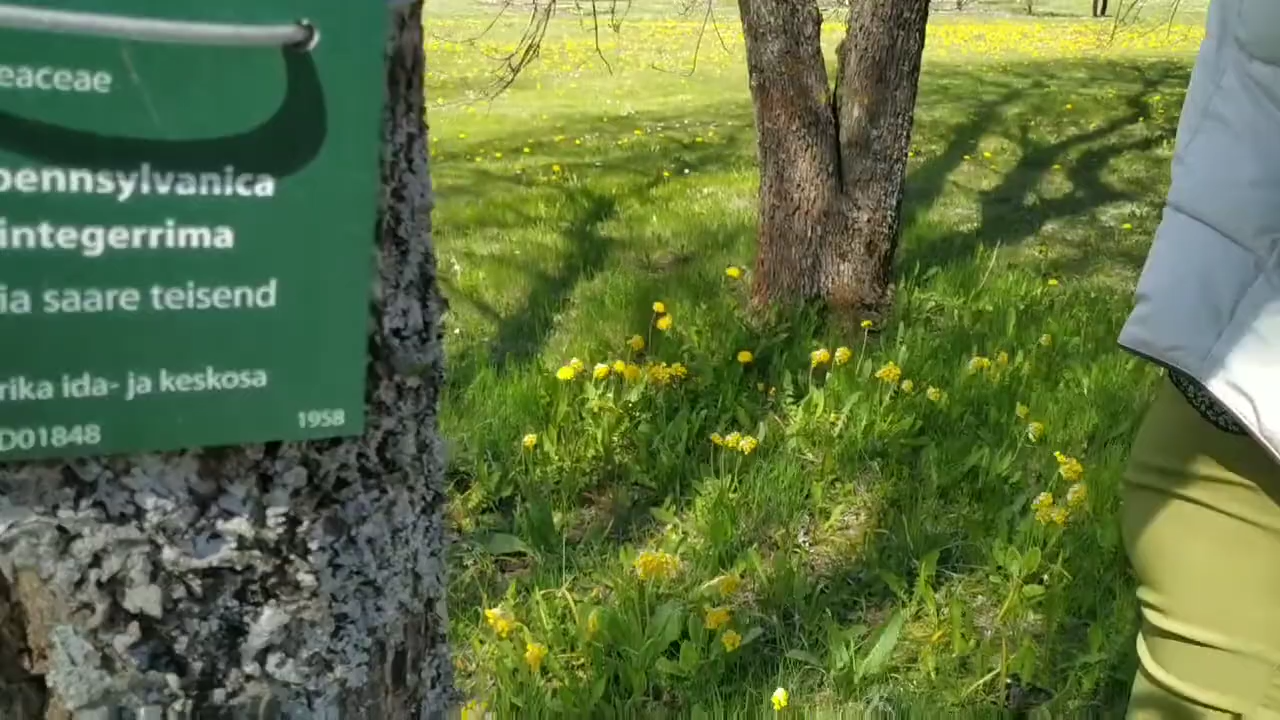 eaceae
pennsylvanica
integerrima
ia saare teisend
rika ida- ja keskosa
D01848
1958